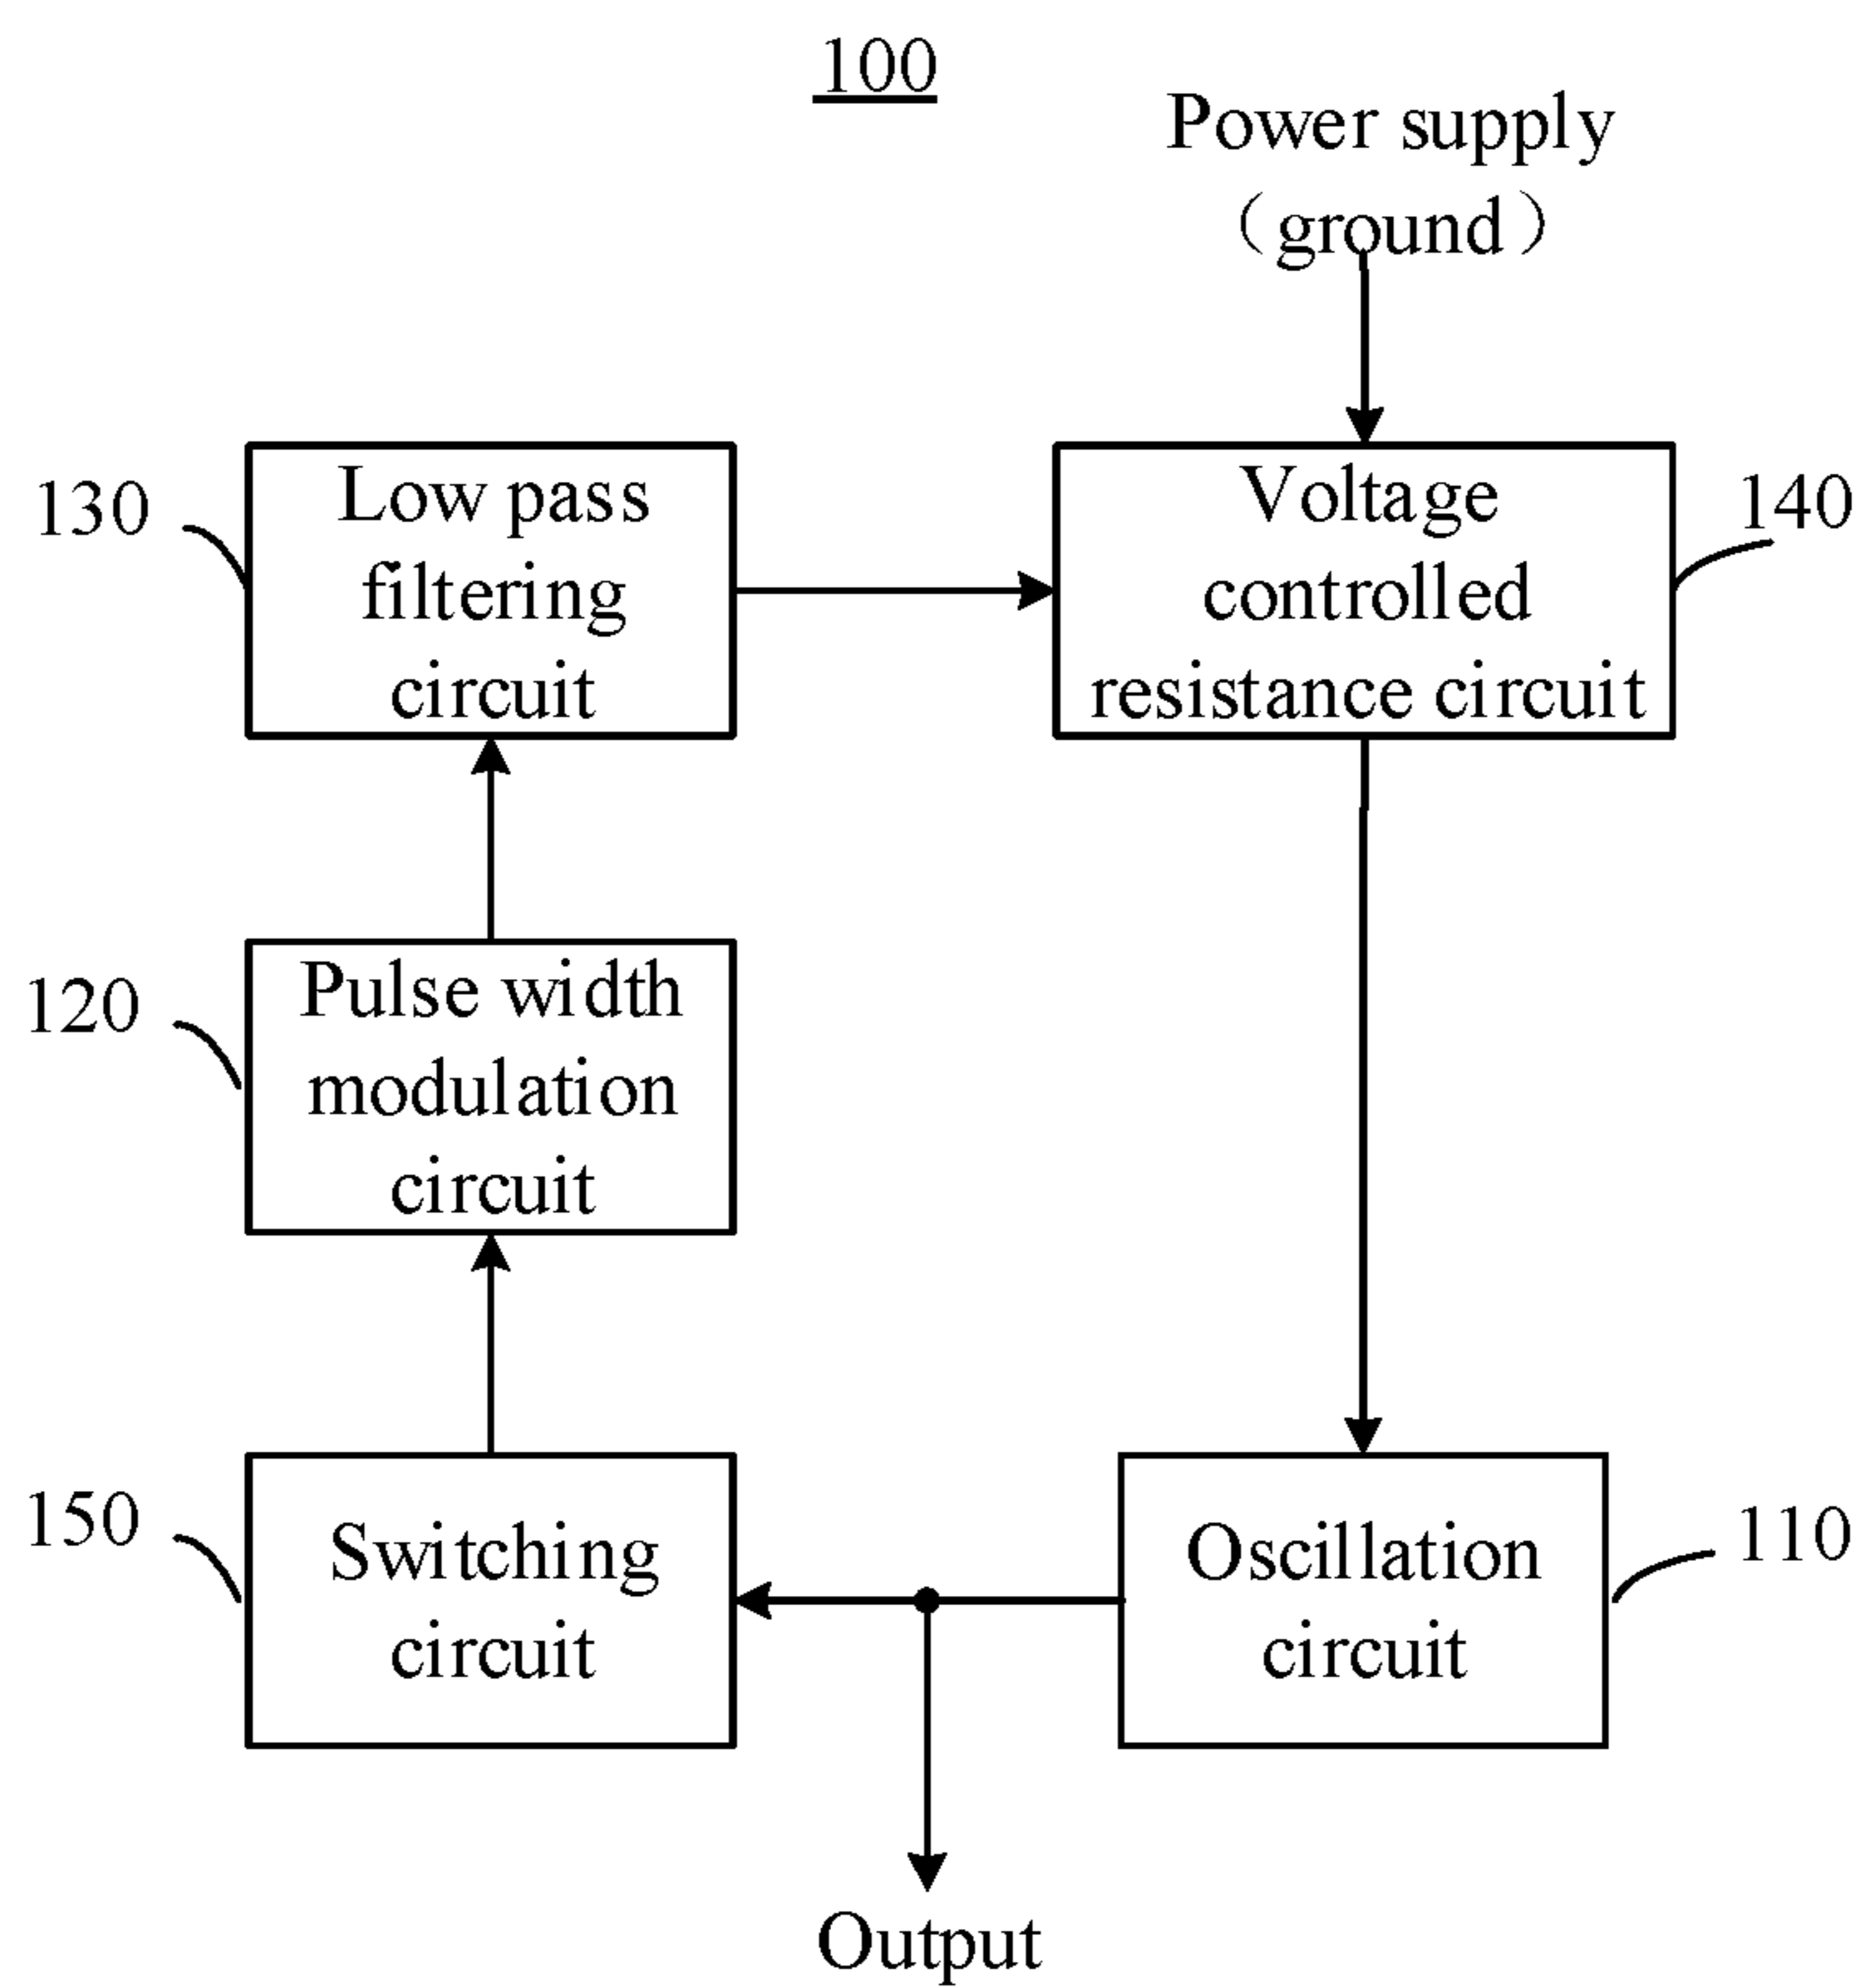 100
Power supply
（ground）
130
Low pass
filtering
circuit
Voltage
controlled
resistance circuit
140
120
Pulse width
modulation
circuit
150
Switching
circuit
Oscillation
circuit
110
Output